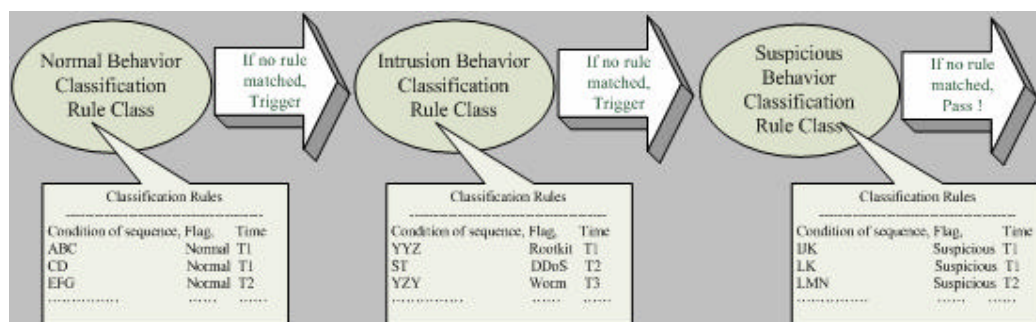 Normal Behavior
Classification
Rule Class
If no rule
matched,
Trigger
Intrusion Behavior
Classification
Rule Class
If no rule
matched,
Trigger
Suspicious
Behavior
Classification
Rule Class
If no rule
matched,
Pass !
Classification Rules
Condition of sequence, Flag, Time
ABC Normal T1
CD Normal T1
EFG Normal T2
................ ...... ......
Classification Rules
Condition of sequence, Flag, Time
YYZ Rootkit T1
ST DDoS T2
YZY Worm T3
................ ...... ......
Classification Rules
Condition of sequence, Flag, Time
IJK Suspicious T1
LK Suspicious T1
LMN Suspicious T2
................ ...... ......